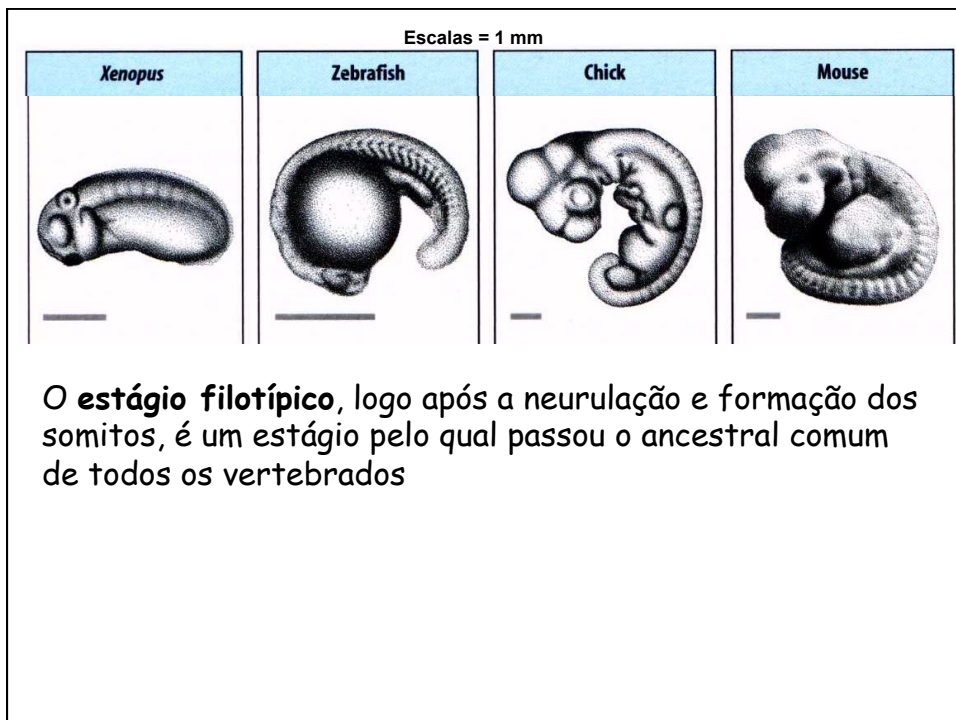 Escalas = 1 mm
Xenopus Zebrafish Chick Mouse
O estágio filotípico, logo após a neurulação e formação dos
somitos, é um estágio pelo qual passou o ancestral comum
de todos os vertebrados